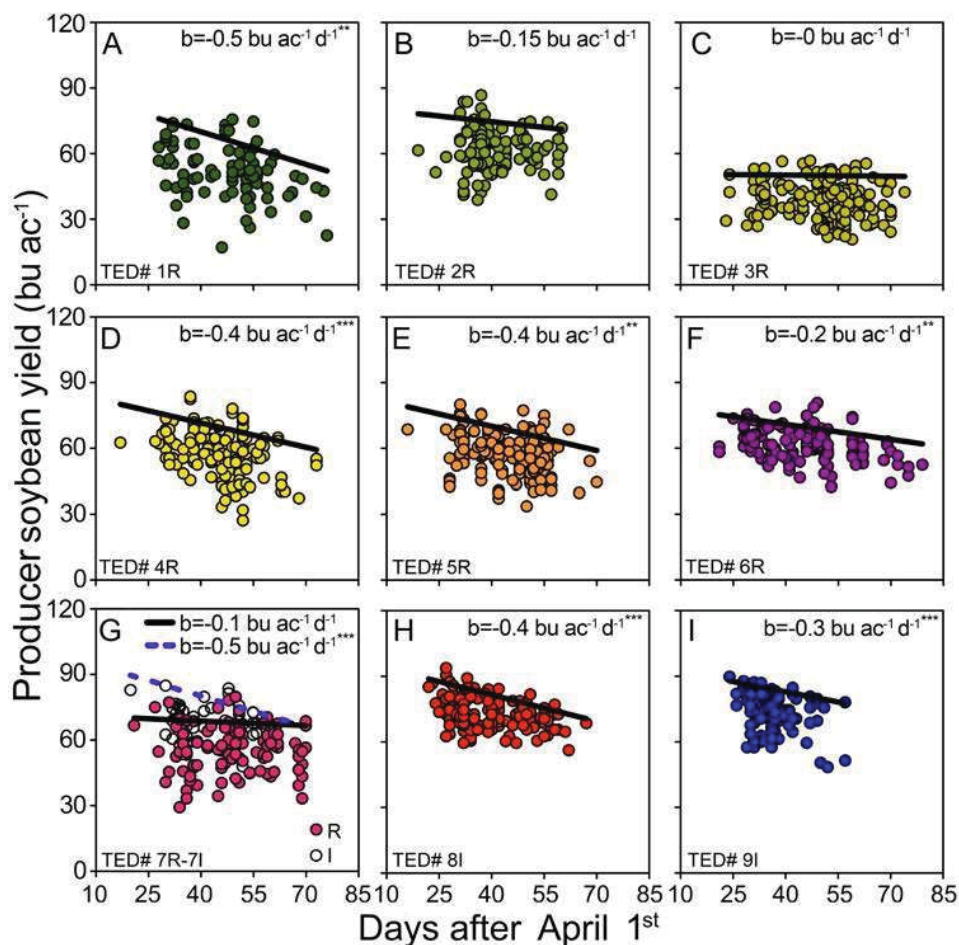 Producer soybean yield (bu ac⁻¹)
120
90
60
30
0
A
b=-0.5 bu ac⁻¹ d⁻¹**
TED# 1R
B
b=-0.15 bu ac⁻¹ d⁻¹
TED# 2R
C
b=-0 bu ac⁻¹ d⁻¹
TED# 3R
120
90
60
30
0
D
b=-0.4 bu ac⁻¹ d⁻¹***
TED# 4R
E
b=-0.4 bu ac⁻¹ d⁻¹**
TED# 5R
F
b=-0.2 bu ac⁻¹ d⁻¹**
TED# 6R
120
90
60
30
0
G
b=-0.1 bu ac⁻¹ d⁻¹
b=-0.5 bu ac⁻¹ d⁻¹***
R
I
TED# 7R-7I
H
b=-0.4 bu ac⁻¹ d⁻¹***
TED# 8I
I
b=-0.3 bu ac⁻¹ d⁻¹***
TED# 9I
10 25 40 55 70 85
10 25 40 55 70 85
10 25 40 55 70 85
Days after April 1ˢᵗ